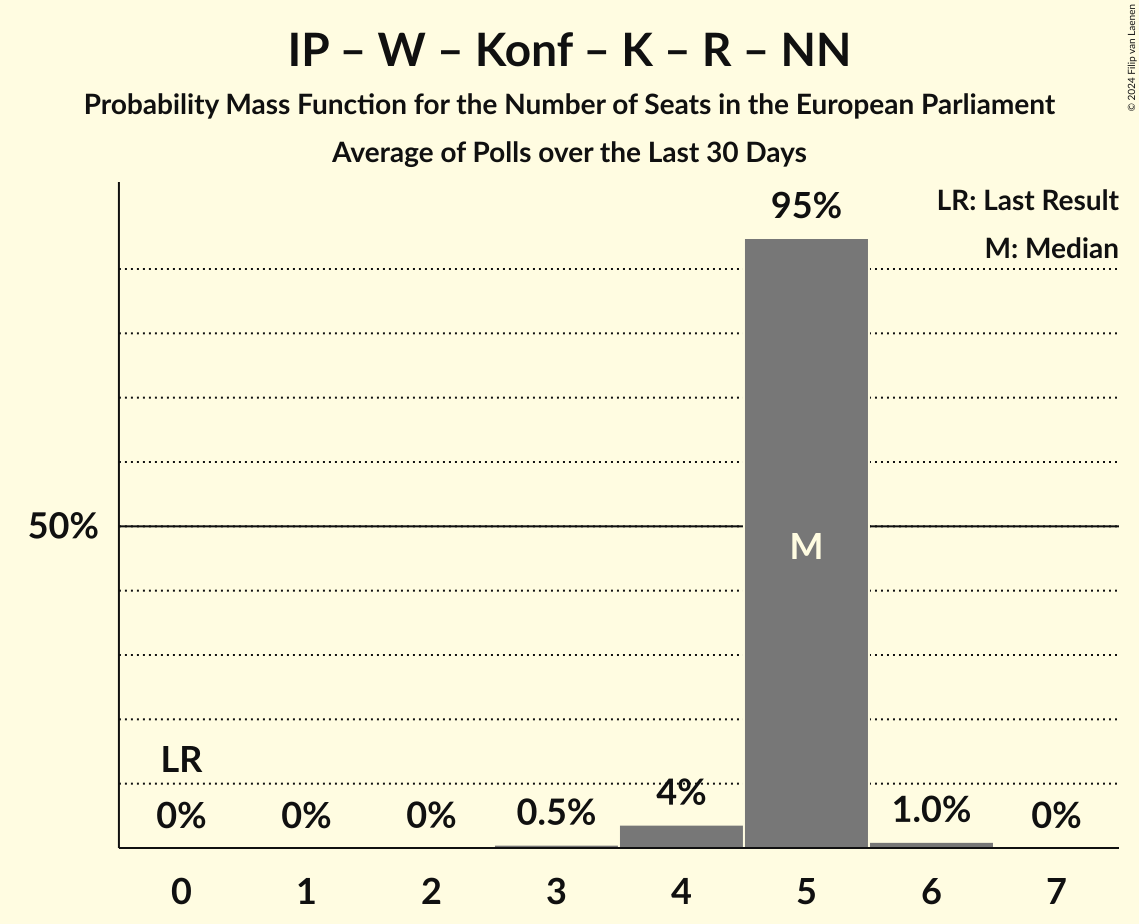 IP – W – Konf – K – R – NN
Probability Mass Function for the Number of Seats in the European Parliament
Average of Polls over the Last 30 Days
© 2024 Filip van Laenen
LR: Last Result
M: Median
95%
50%
M
LR
0% 0% 0% 0.5% 4% 1.0% 0%
0 1 2 3 4 5 6 7